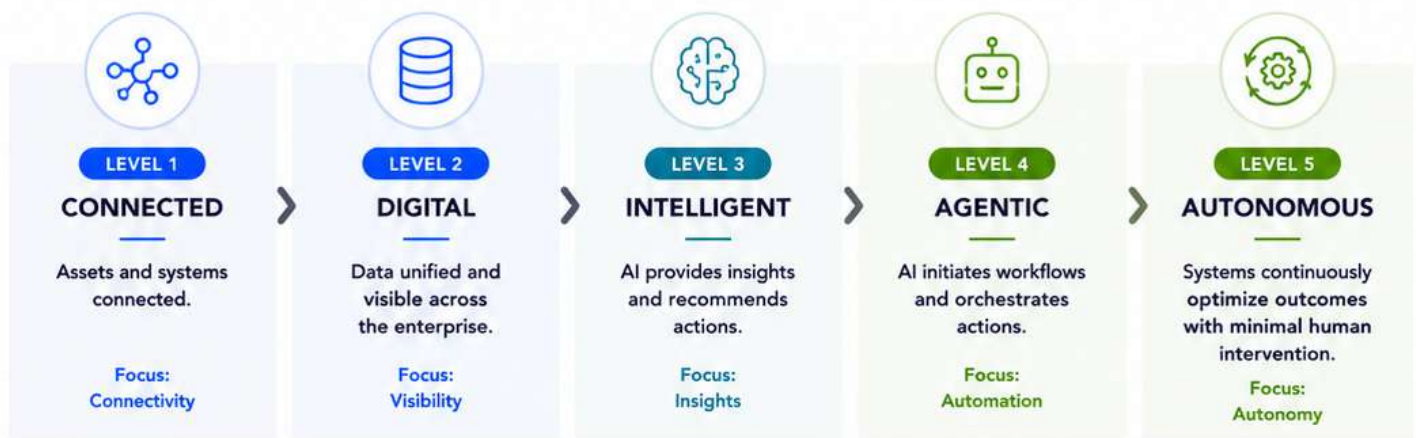 LEVEL 1
CONNECTED
Assets and systems
connected.
Focus:
Connectivity
LEVEL 2
DIGITAL
Data unified and
visible across
the enterprise.
Focus:
Visibility
LEVEL 3
INTELLIGENT
AI provides insights
and recommends
actions.
Focus:
Insights
LEVEL 4
AGENTIC
AI initiates workflows
and orchestrates
actions.
Focus:
Automation
LEVEL 5
AUTONOMOUS
Systems continuously
optimize outcomes
with minimal human
intervention.
Focus:
Autonomy